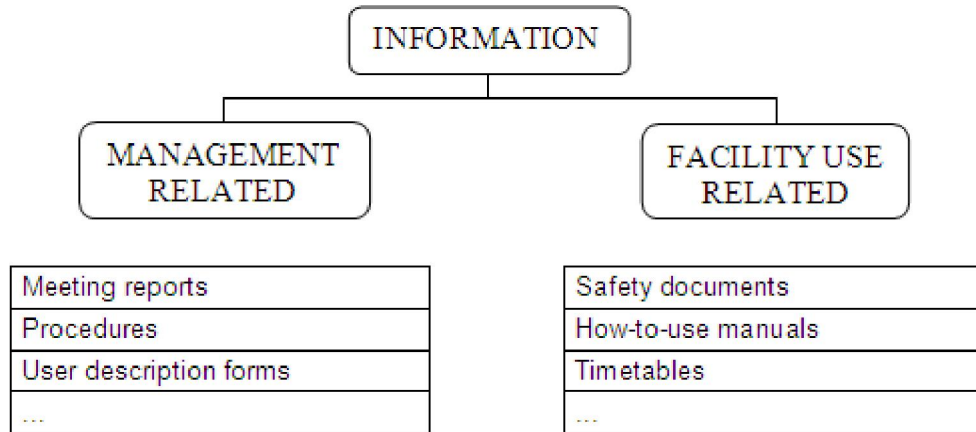 INFORMATION
MANAGEMENT
RELATED
FACILITY USE
RELATED
Meeting reports
Procedures
User description forms
...
Safety documents
How-to-use manuals
Timetables
...